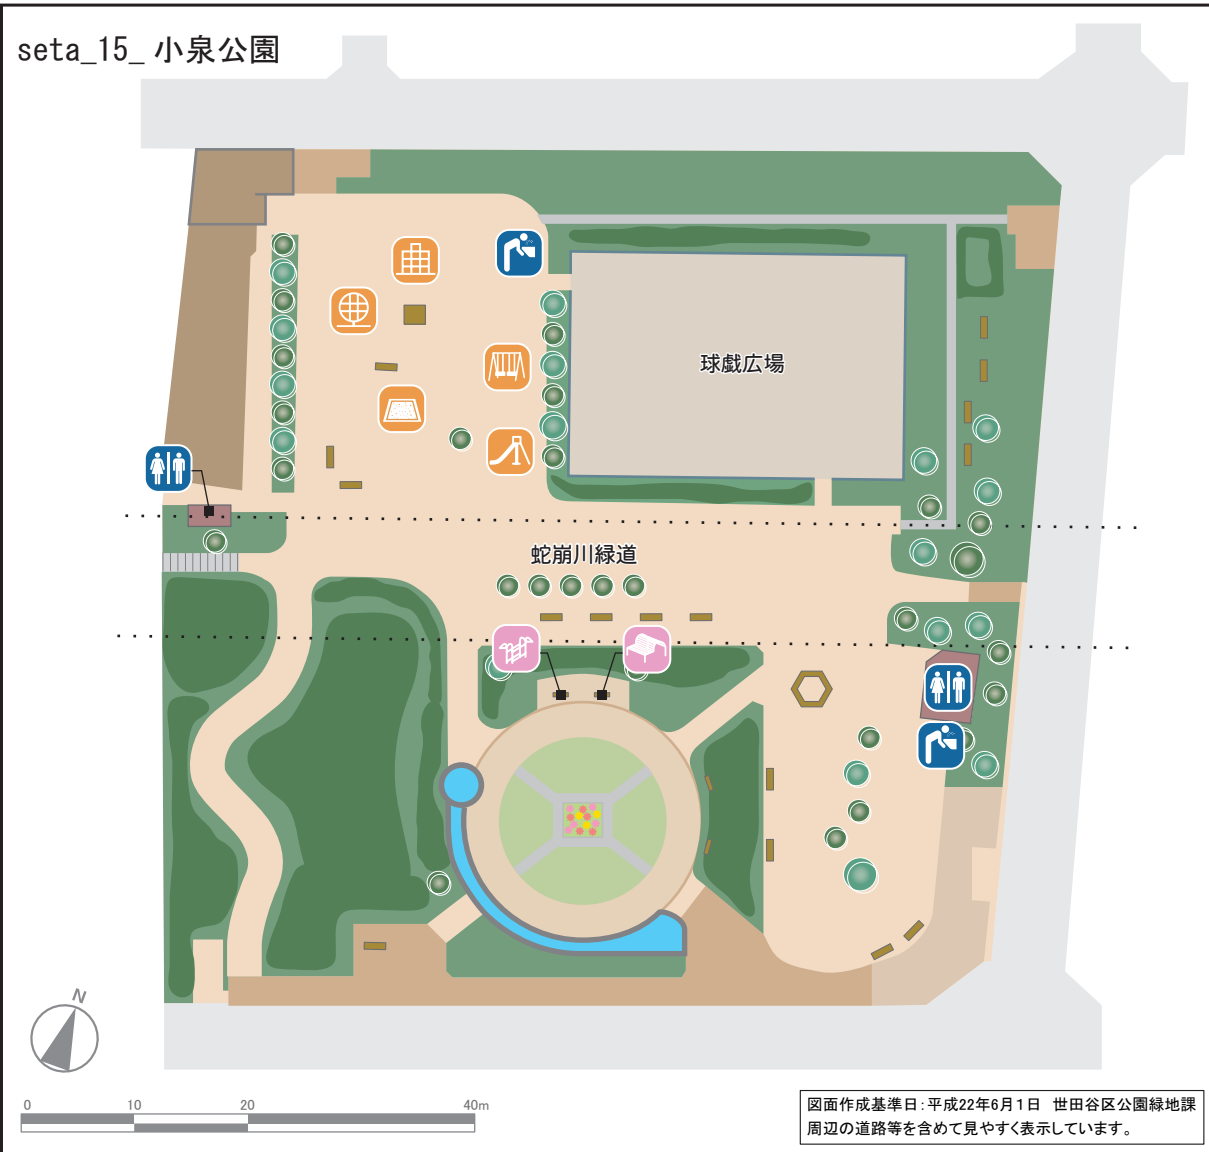 seta_15_ 小泉公園
球戯広場
蛇崩川緑道
N
0 10 20 40m
図面作成基準日：平成22年6月1日 世田谷区公園緑地課
周辺の道路等を含めて見やすく表示しています。